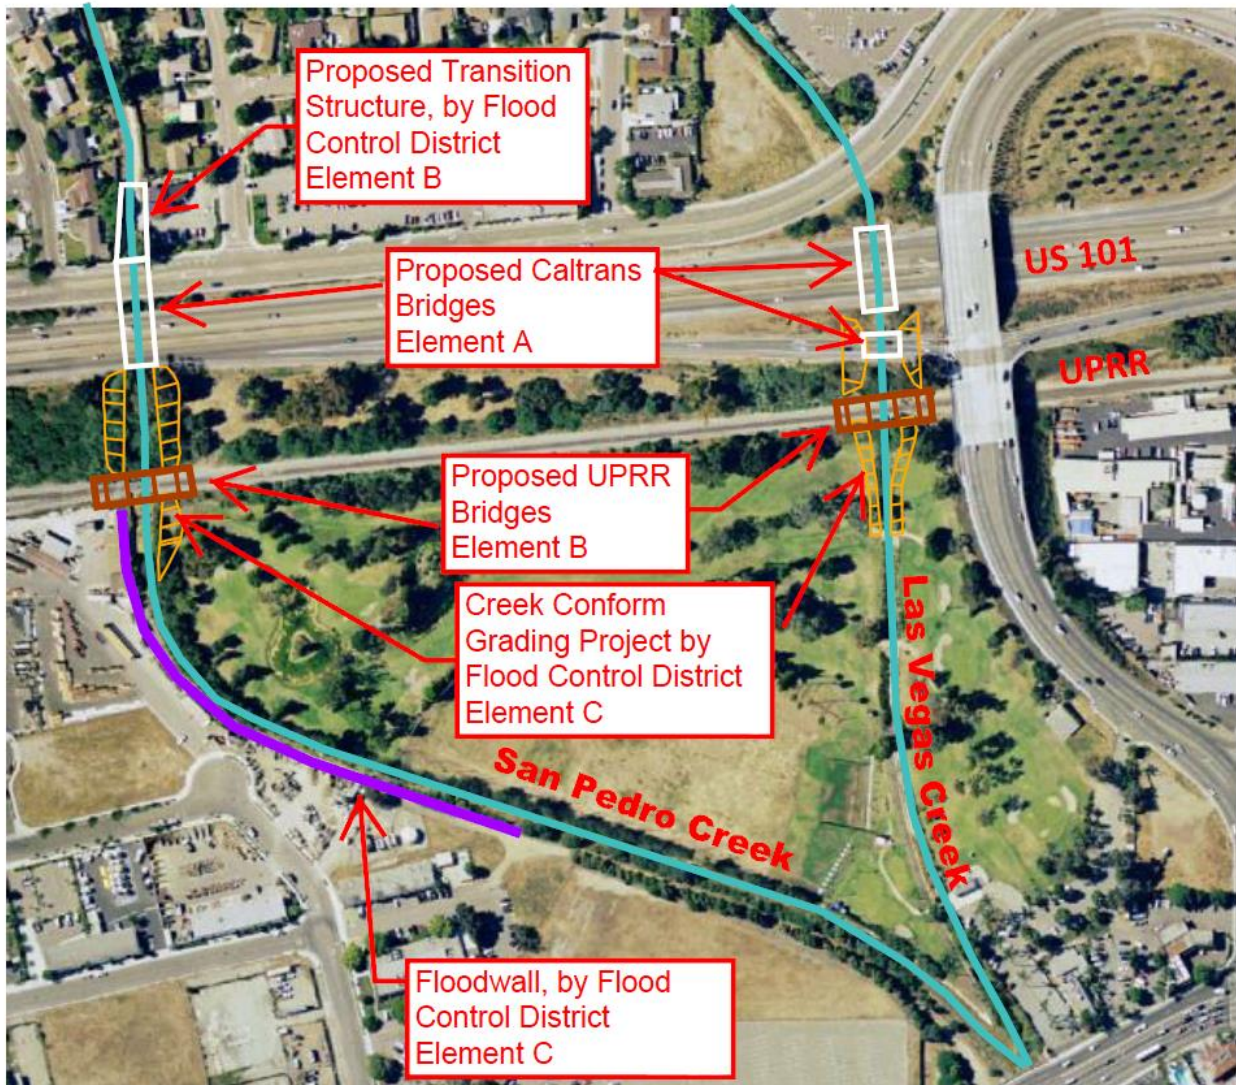 Proposed Transition
Structure, by Flood
Control District
Element B
Proposed Caltrans
Bridges
Element A
US 101
UPRR
Proposed UPRR
Bridges
Element B
Creek Conform
Grading Project by
Flood Control District
Element C
Las Vegas Creek
San Pedro Creek
Floodwall, by Flood
Control District
Element C